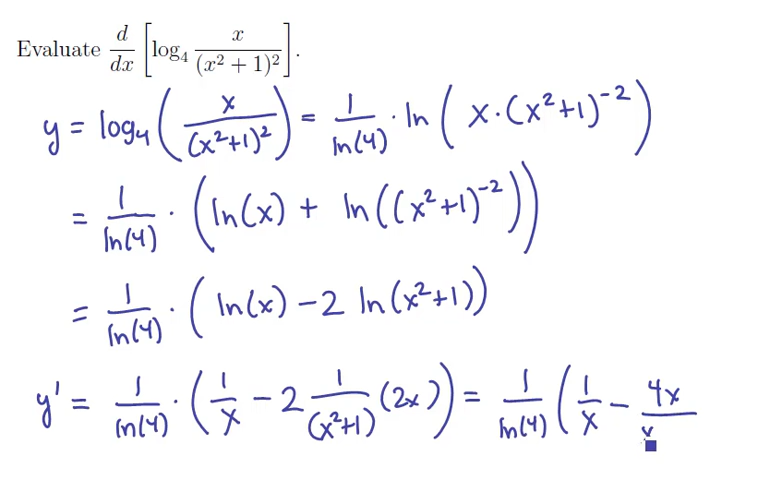 Evaluate d/dx [log₄ x/(x² + 1)²].
y = log₄(x/(x²+1)²) = 1/ln(4) · ln(x·(x²+1)⁻²)
= 1/ln(4) · (ln(x) + ln((x²+1)⁻²))
= 1/ln(4) · (ln(x) − 2 ln(x²+1))
y' = 1/ln(4) · (1/x − 2 1/(x²+1) (2x)) = 1/ln(4) (1/x − 4x/